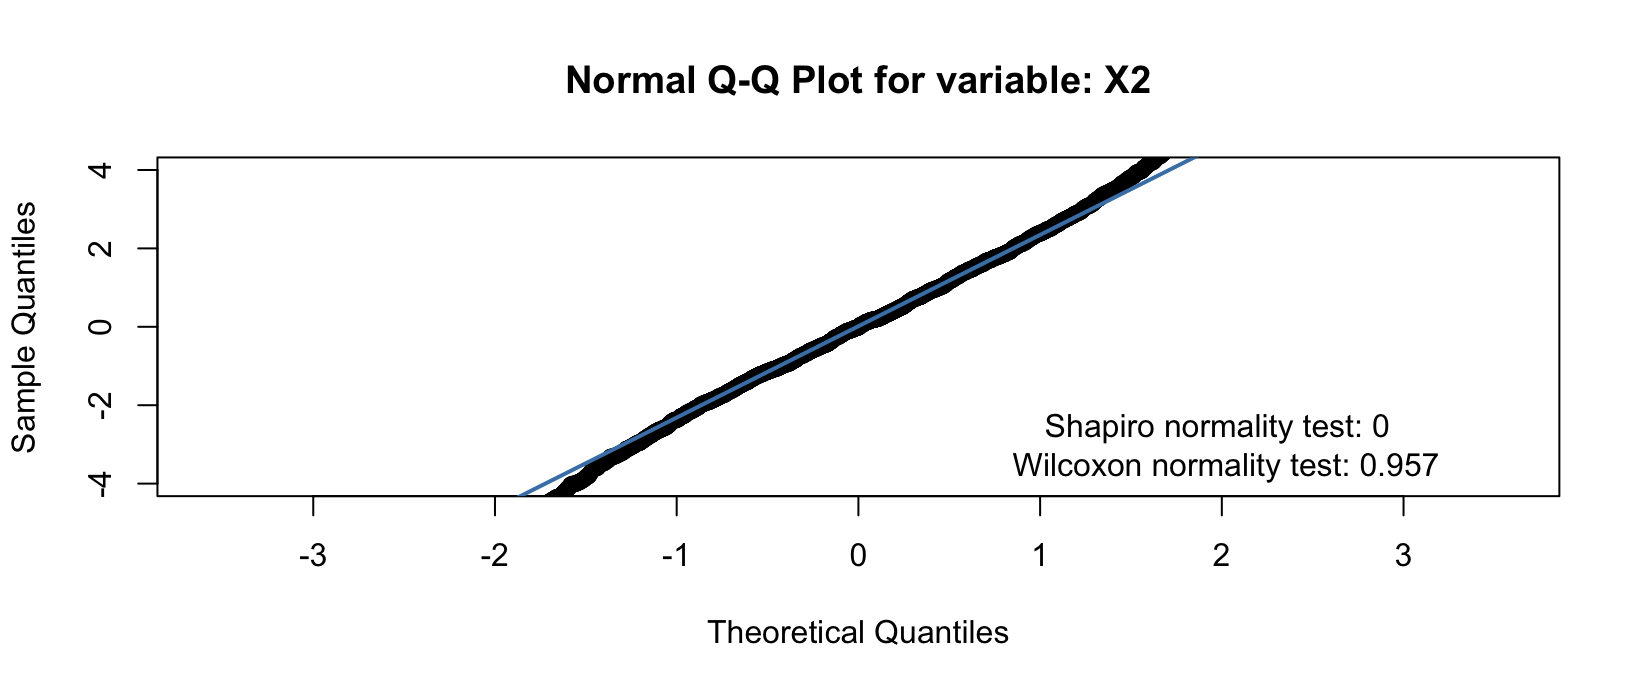 Normal Q-Q Plot for variable: X2
Sample Quantiles
4
2
0
-2
-4
Shapiro normality test: 0
Wilcoxon normality test: 0.957
-3 -2 -1 0 1 2 3
Theoretical Quantiles